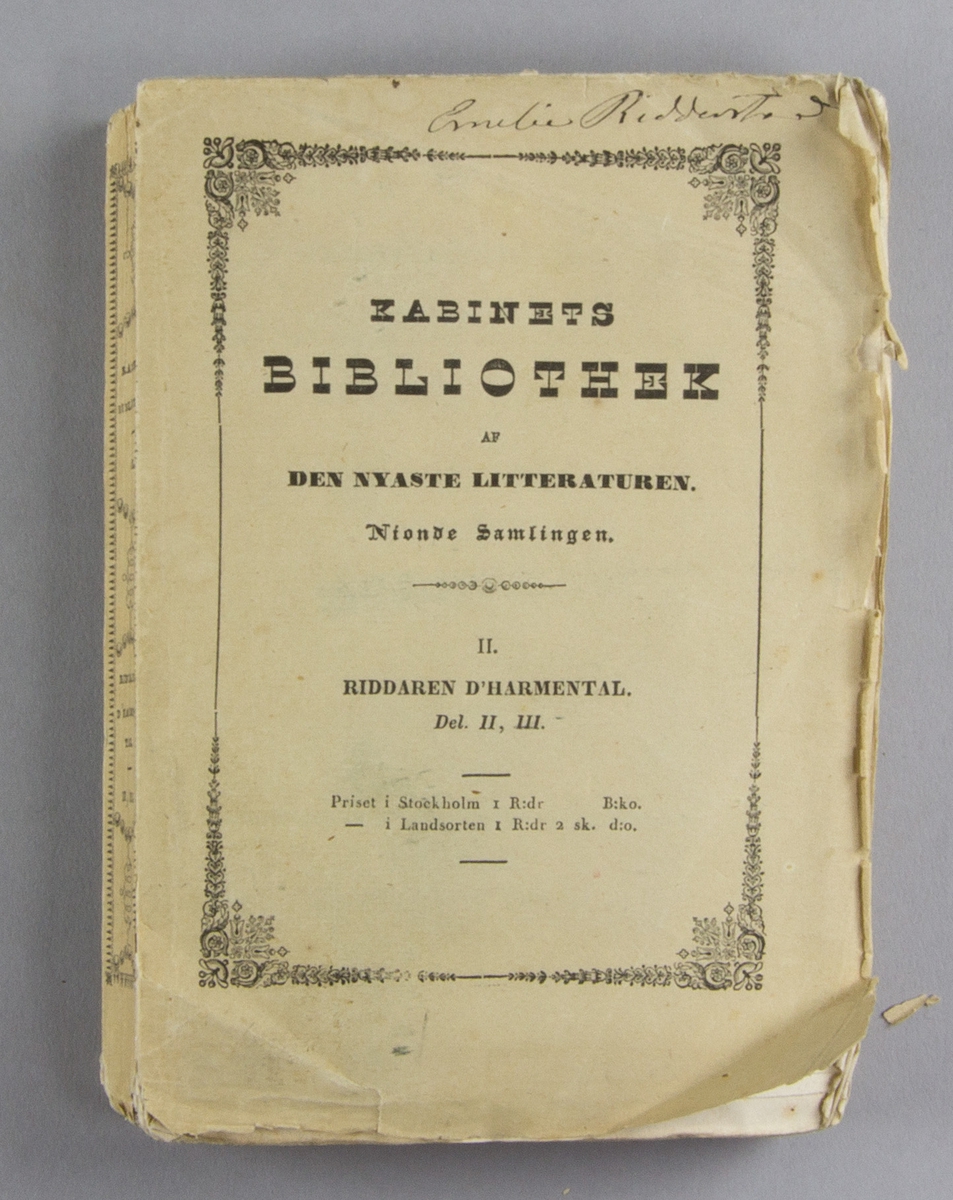 Emelie Ridderstad
KABINETS
BIBLIOTHEK
AF
DEN NYASTE LITTERATUREN.
Nionde Samlingen.
II.
RIDDAREN D'HARMENTAL.
Del. II, III.
Priset i Stockholm 1 R:dr B:ko.
— i Landsorten 1 R:dr 2 sk. d:o.